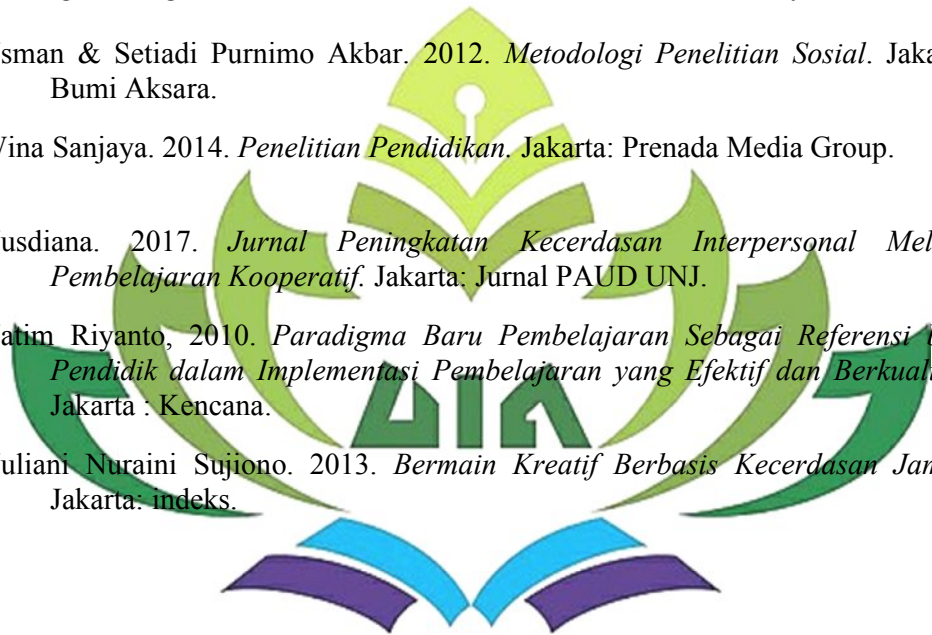 sman & Setiadi Purnimo Akbar. 2012. Metodologi Penelitian Sosial. Jaka
Bumi Aksara.
Vina Sanjaya. 2014. Penelitian Pendidikan. Jakarta: Prenada Media Group.
usdiana. 2017. Jurnal Peningkatan Kecerdasan Interpersonal Mel
Pembelajaran Kooperatif. Jakarta: Jurnal PAUD UNJ.
atim Riyanto, 2010. Paradigma Baru Pembelajaran Sebagai Referensi
Pendidik dalam Implementasi Pembelajaran yang Efektif dan Berkuali
Jakarta : Kencana.
uliani Nuraini Sujiono. 2013. Bermain Kreatif Berbasis Kecerdasan Jam
Jakarta: indeks.